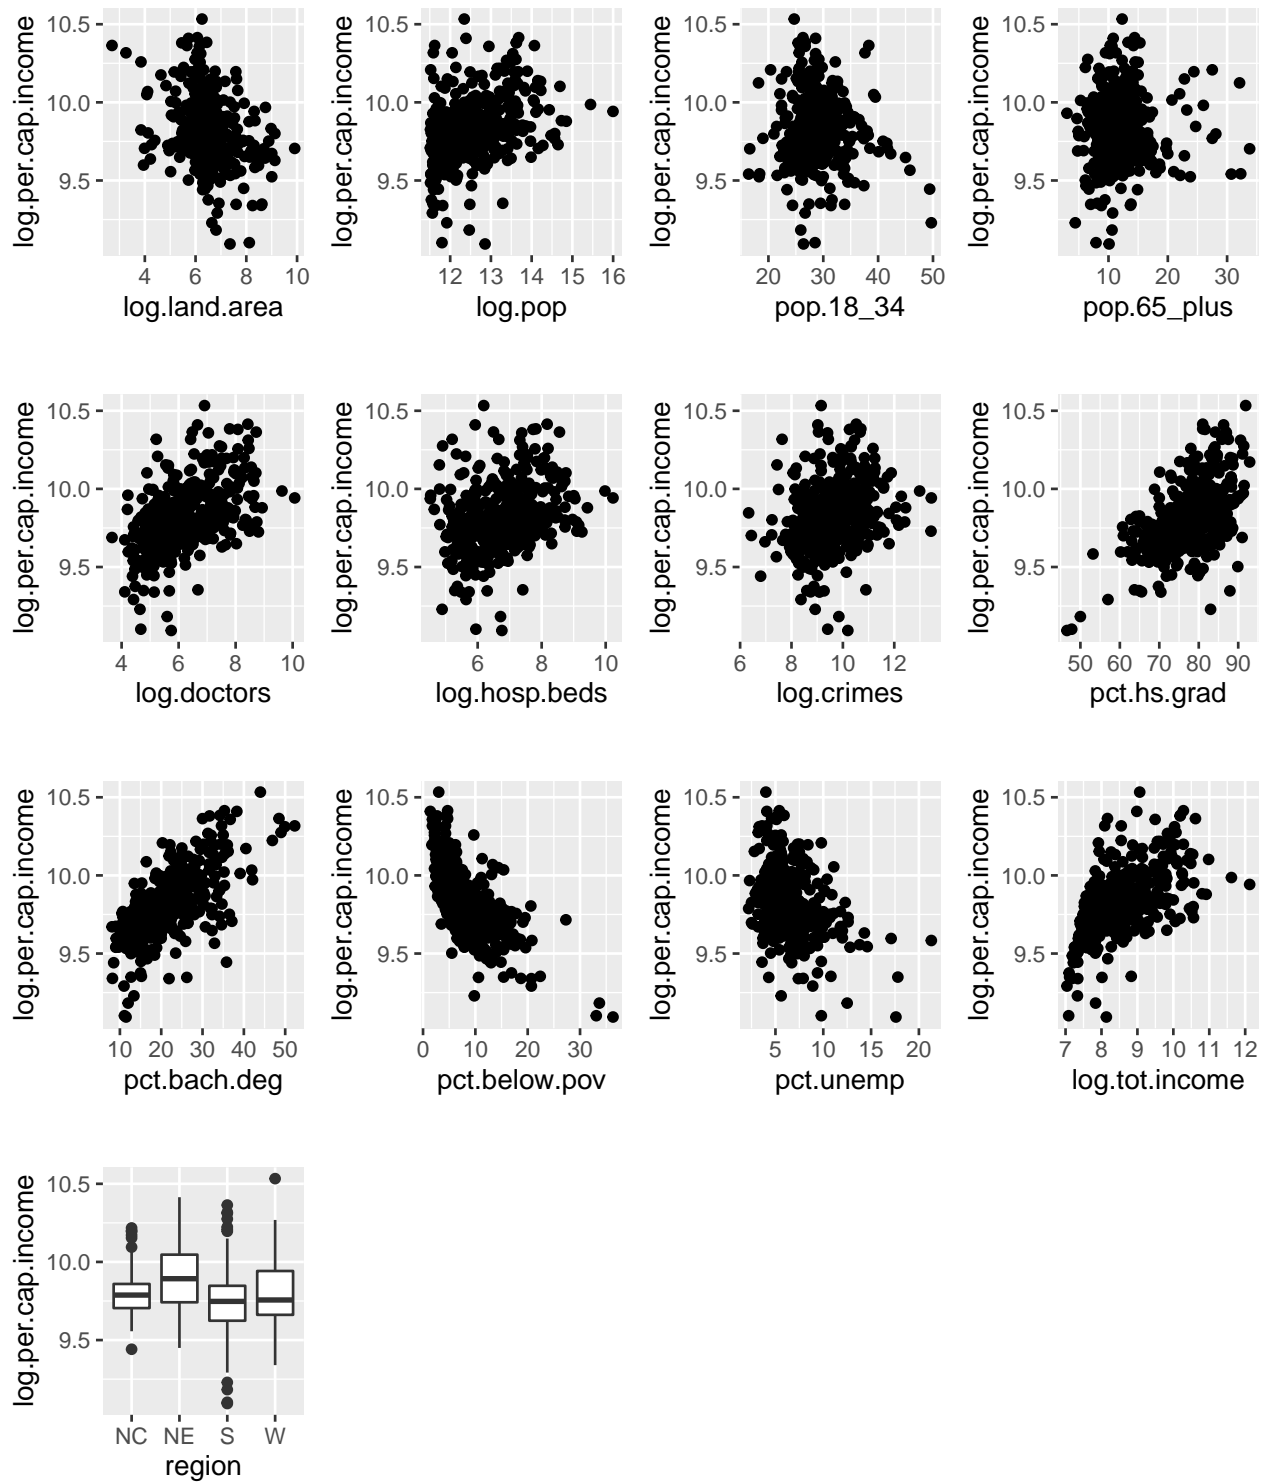 log.per.cap.income
10.5
10.0
9.5
4 6 8 10
log.land.area
log.per.cap.income
10.5
10.0
9.5
12 13 14 15 16
log.pop
log.per.cap.income
10.5
10.0
9.5
20 30 40 50
pop.18_34
log.per.cap.income
10.5
10.0
9.5
10 20 30
pop.65_plus
log.per.cap.income
10.5
10.0
9.5
4 6 8 10
log.doctors
log.per.cap.income
10.5
10.0
9.5
6 8 10
log.hosp.beds
log.per.cap.income
10.5
10.0
9.5
6 8 10 12
log.crimes
log.per.cap.income
10.5
10.0
9.5
50 60 70 80 90
pct.hs.grad
log.per.cap.income
10.5
10.0
9.5
10 20 30 40 50
pct.bach.deg
log.per.cap.income
10.5
10.0
9.5
0 10 20 30
pct.below.pov
log.per.cap.income
10.5
10.0
9.5
5 10 15 20
pct.unemp
log.per.cap.income
10.5
10.0
9.5
7 8 9 10 11 12
log.tot.income
log.per.cap.income
10.5
10.0
9.5
NC NE S W
region